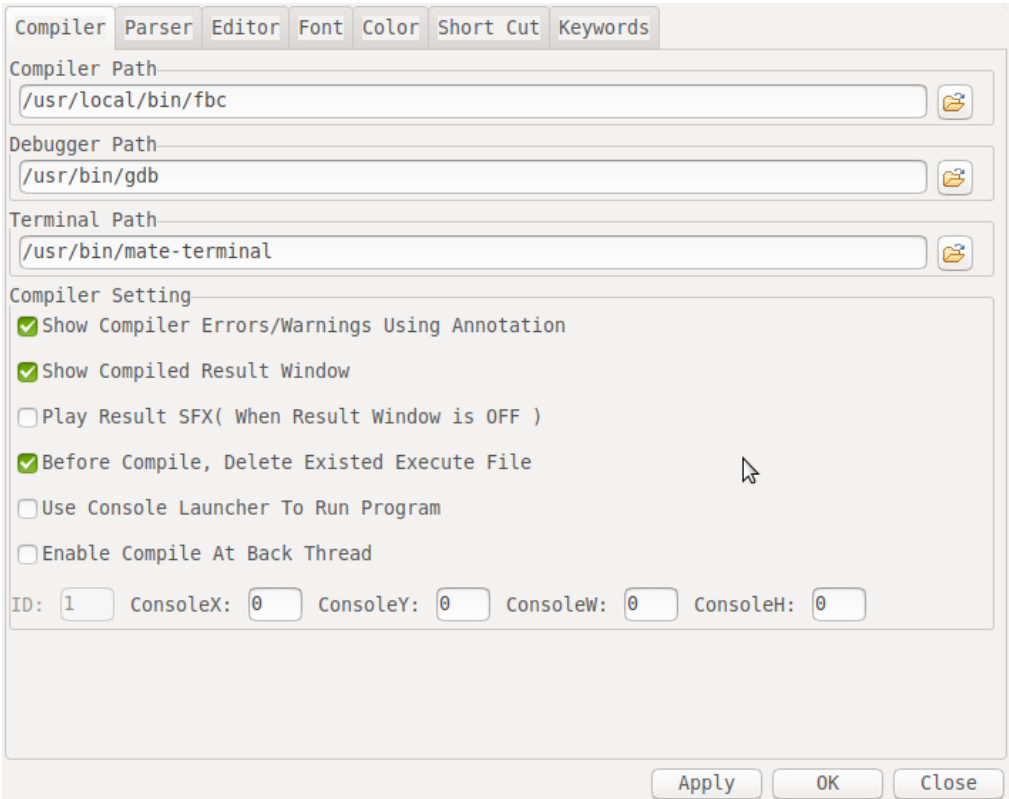 Compiler Parser Editor Font Color Short Cut Keywords
Compiler Path
/usr/local/bin/fbc
Debugger Path
/usr/bin/gdb
Terminal Path
/usr/bin/mate-terminal
Compiler Setting
Show Compiler Errors/Warnings Using Annotation
Show Compiled Result Window
Play Result SFX( When Result Window is OFF )
Before Compile, Delete Existed Execute File
Use Console Launcher To Run Program
Enable Compile At Back Thread
ID: 1 ConsoleX: 0 ConsoleY: 0 ConsoleW: 0 ConsoleH: 0
Apply OK Close